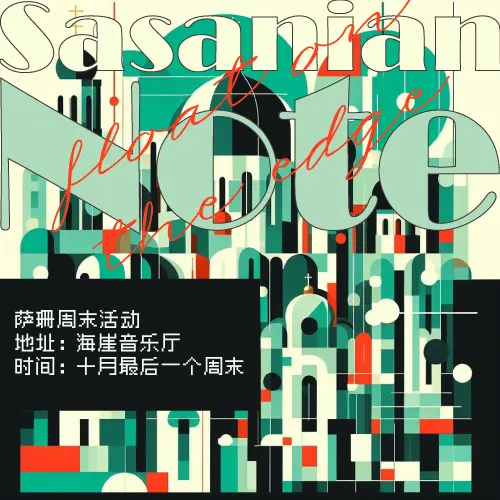 Sasanian
Note
float on
the edge
萨珊周末活动
地址：海崖音乐厅
时间：十月最后一个周末